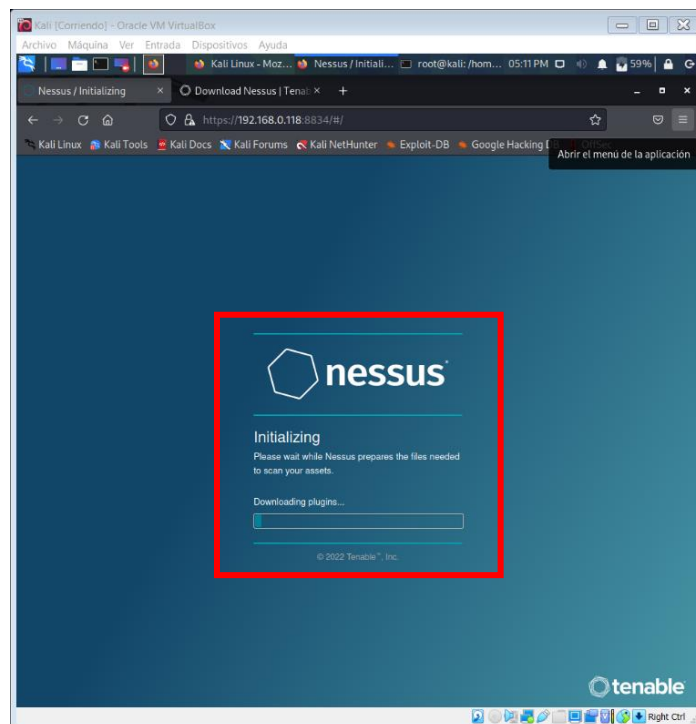 Kali [Corriendo] - Oracle VM VirtualBox
Archivo Máquina Ver Entrada Dispositivos Ayuda
Kali Linux - Moz... Nessus / Initiali... root@kali: /hom... 05:11 PM 59%
Nessus / Initializing Download Nessus | Tenab
https://192.168.0.118:8834/#/
Kali Linux Kali Tools Kali Docs Kali Forums Kali NetHunter Exploit-DB Google Hacking OffSec
Abrir el menú de la aplicación
nessus
Initializing
Please wait while Nessus prepares the files needed
to scan your assets.
Downloading plugins...
© 2022 Tenable™, Inc.
tenable
Right Ctrl